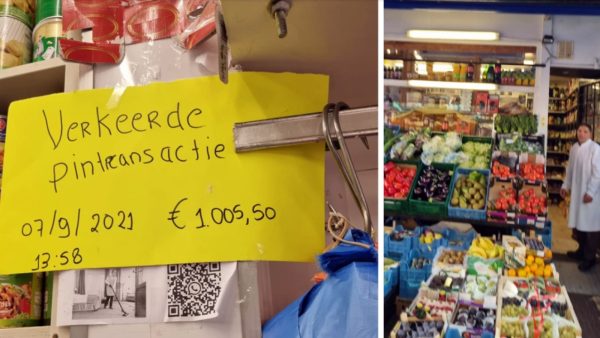 Verkeerde
pintransactie
07/9/2021 € 1.005,50
13:58